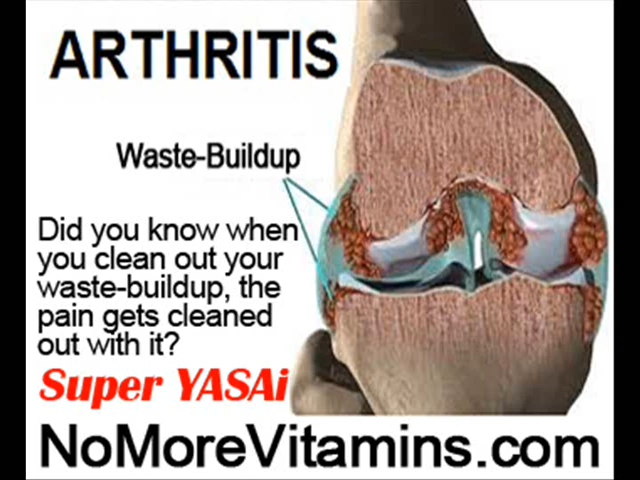 ARTHRITIS
Waste-Buildup
Did you know when
you clean out your
waste-buildup, the
pain gets cleaned
out with it?
Super YASAi
NoMoreVitamins.com